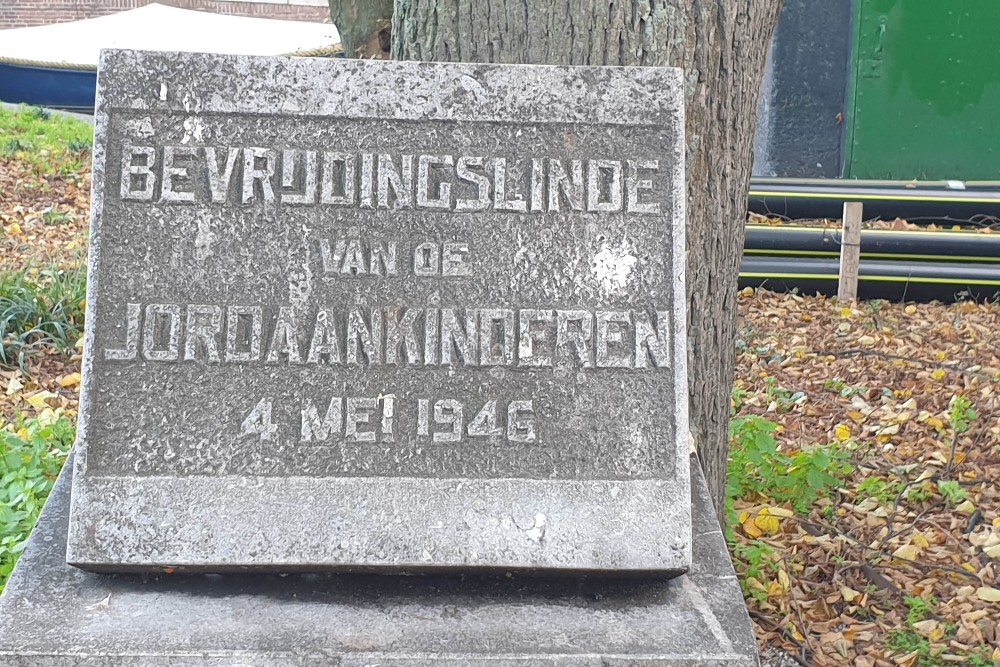 BEVRIJDINGSLINDE
VAN DE
JORDAANKINDEREN
4 MEI 1946